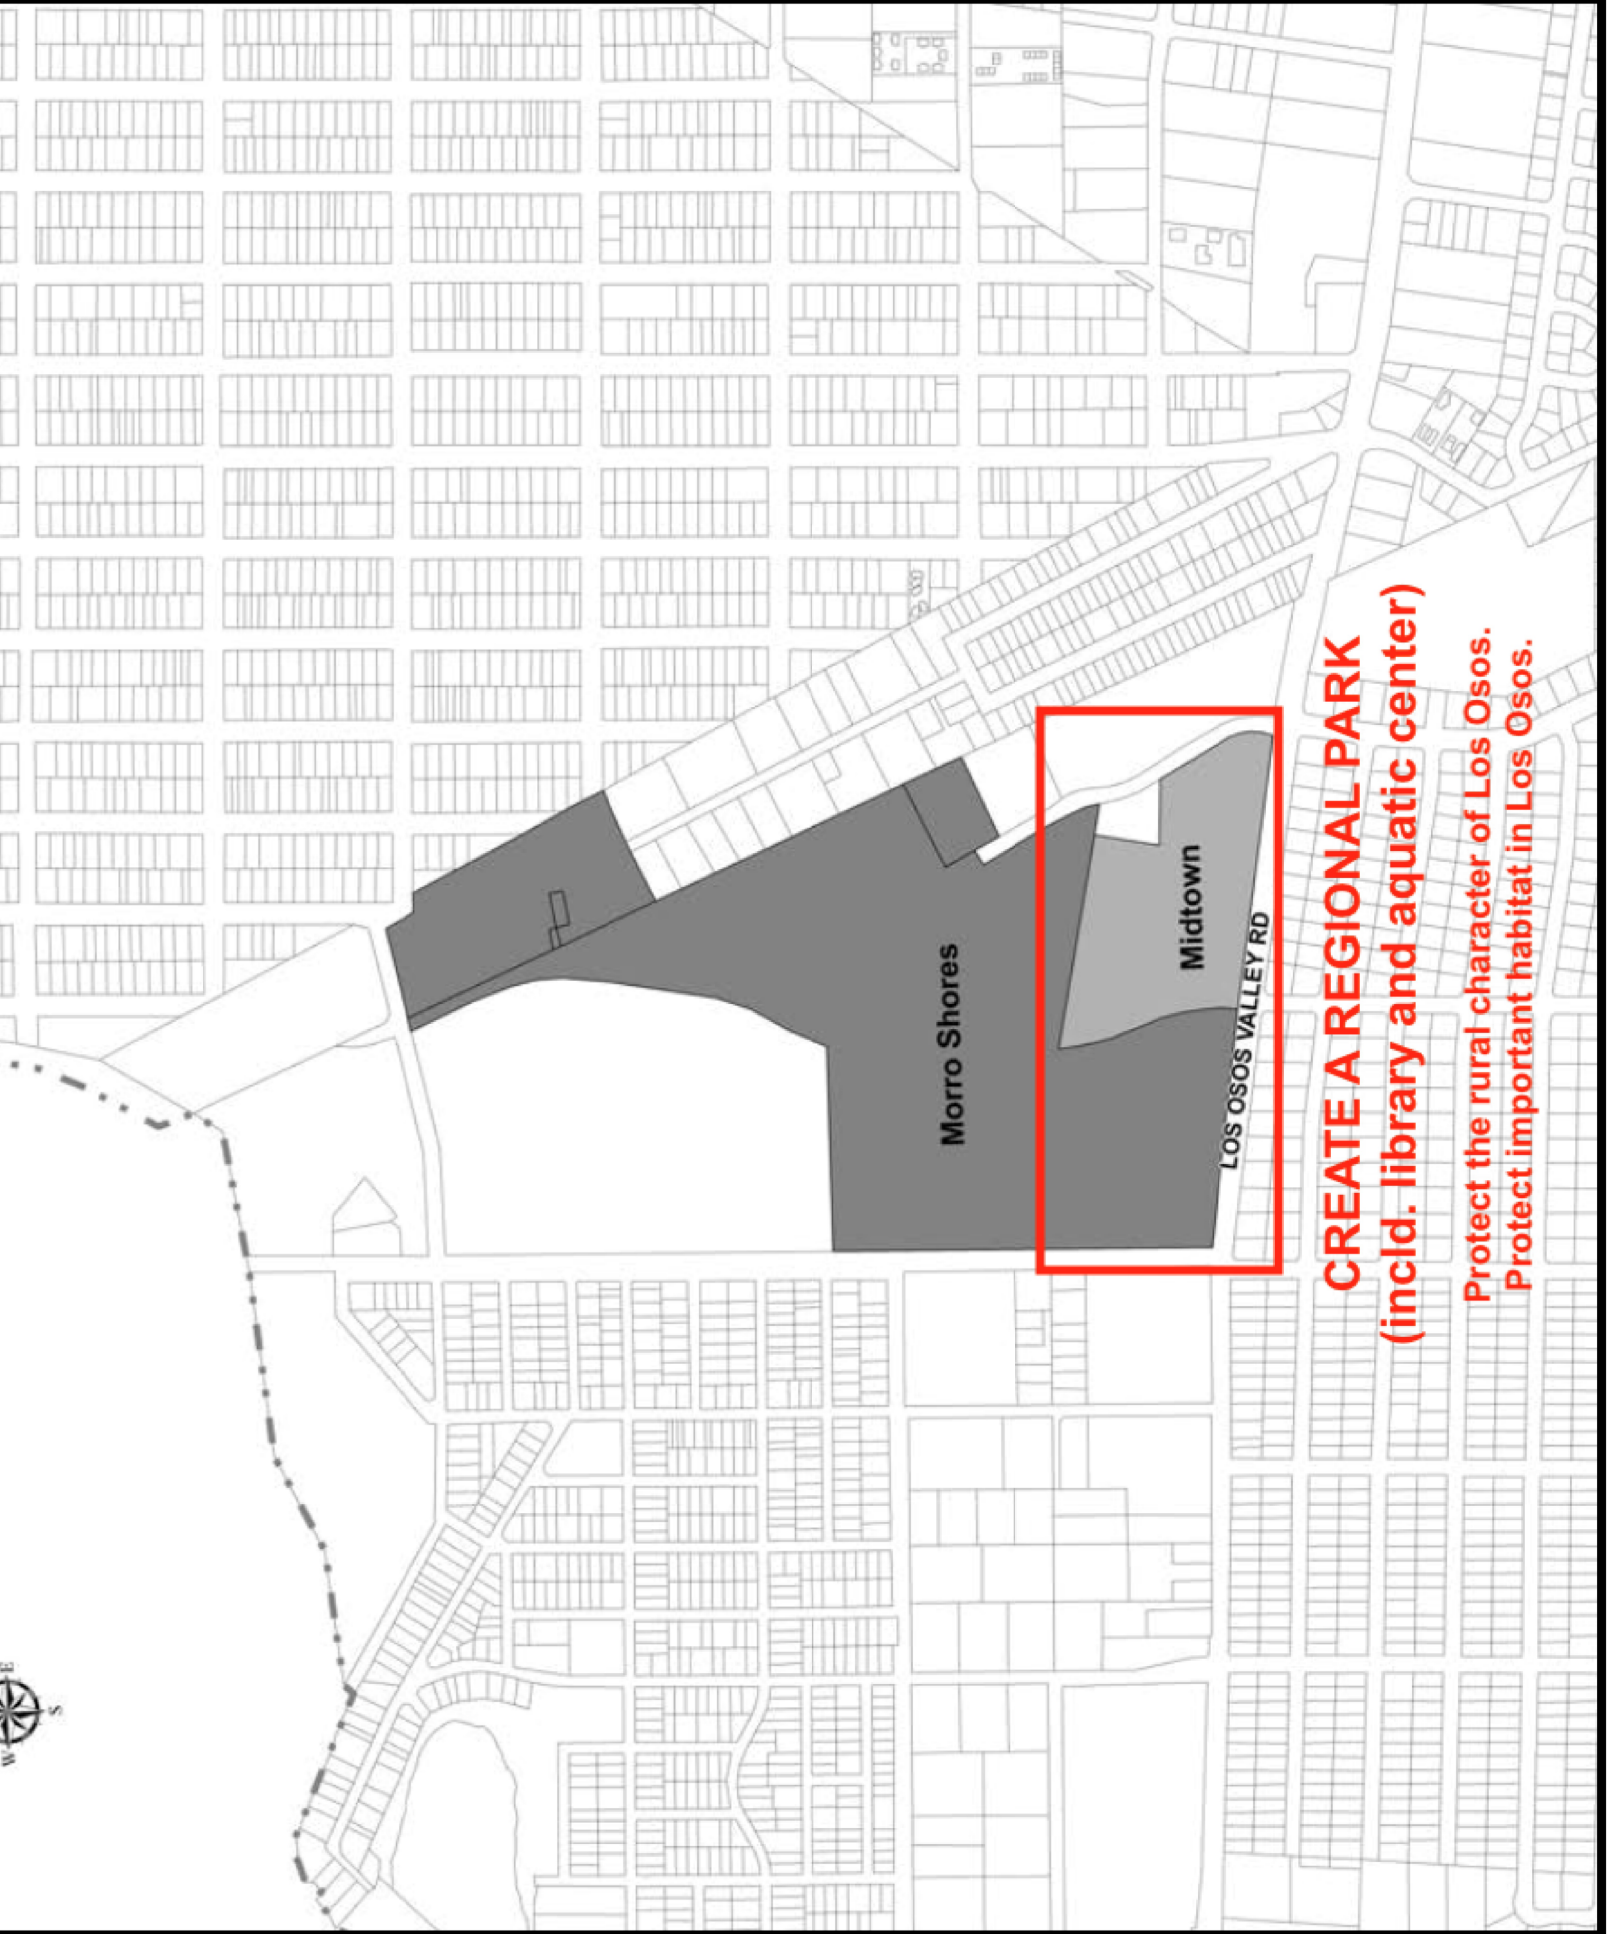 Morro Shores
Midtown
LOS OSOS VALLEY RD
CREATE A REGIONAL PARK
(incld. library and aquatic center)
Protect the rural character of Los Osos.
Protect important habitat in Los Osos.
E
S
W